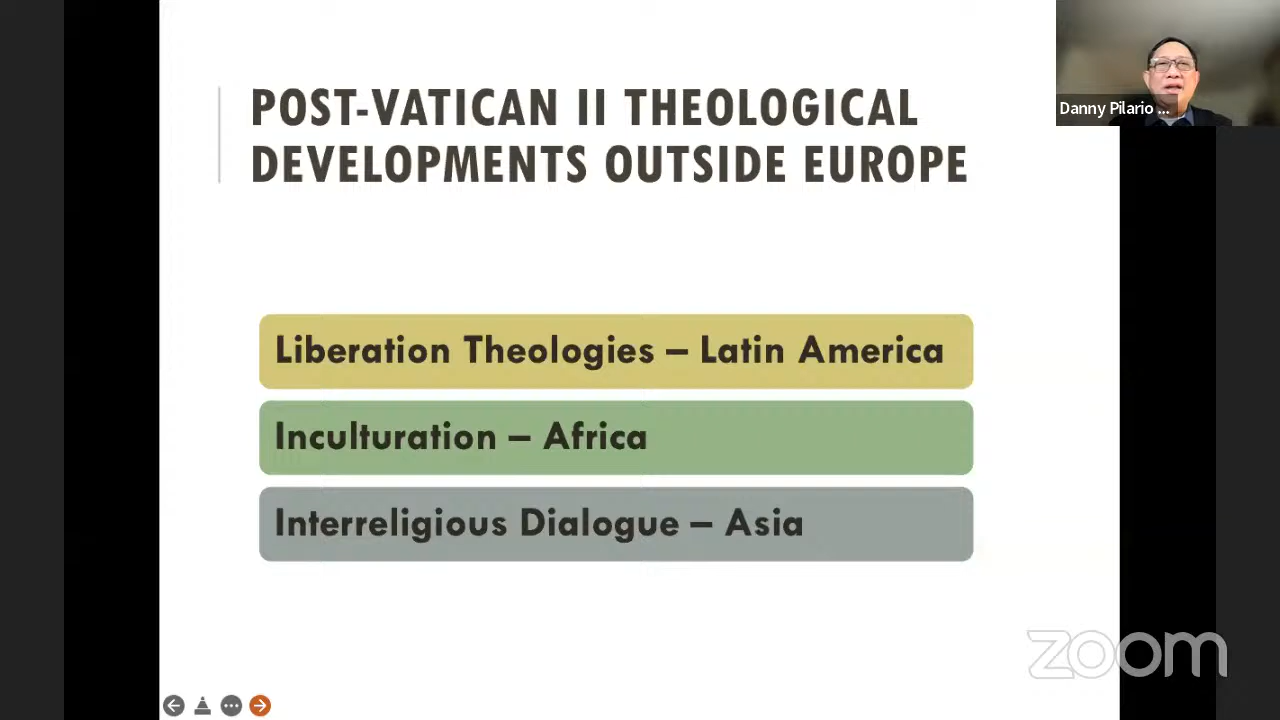 POST-VATICAN II THEOLOGICAL
DEVELOPMENTS OUTSIDE EUROPE
Liberation Theologies – Latin America
Inculturation – Africa
Interreligious Dialogue – Asia
Danny Pilario ...
zoom